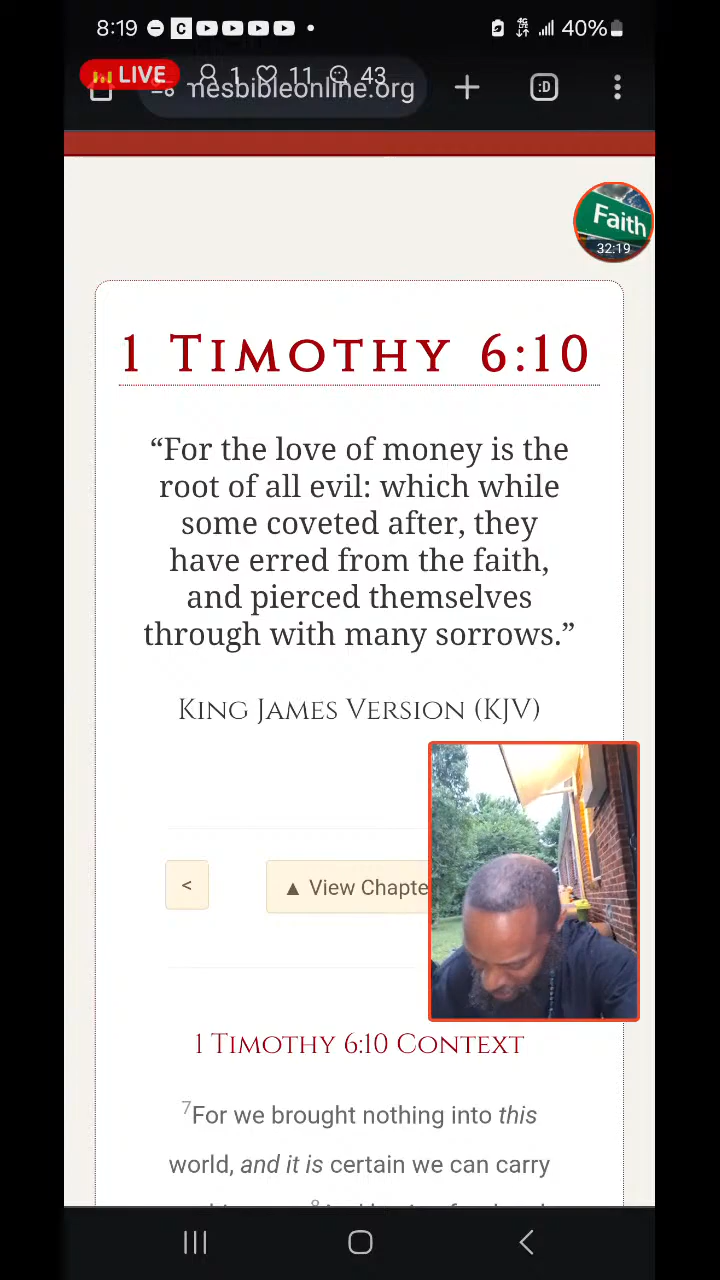 8:19 C 40%
LIVE 1 11 43
nesbibleonline.org :D
Faith
32:19
1 TIMOTHY 6:10
“For the love of money is the
root of all evil: which while
some coveted after, they
have erred from the faith,
and pierced themselves
through with many sorrows.”
KING JAMES VERSION (KJV)
< ▲ View Chapte
1 TIMOTHY 6:10 CONTEXT
7For we brought nothing into this
world, and it is certain we can carry